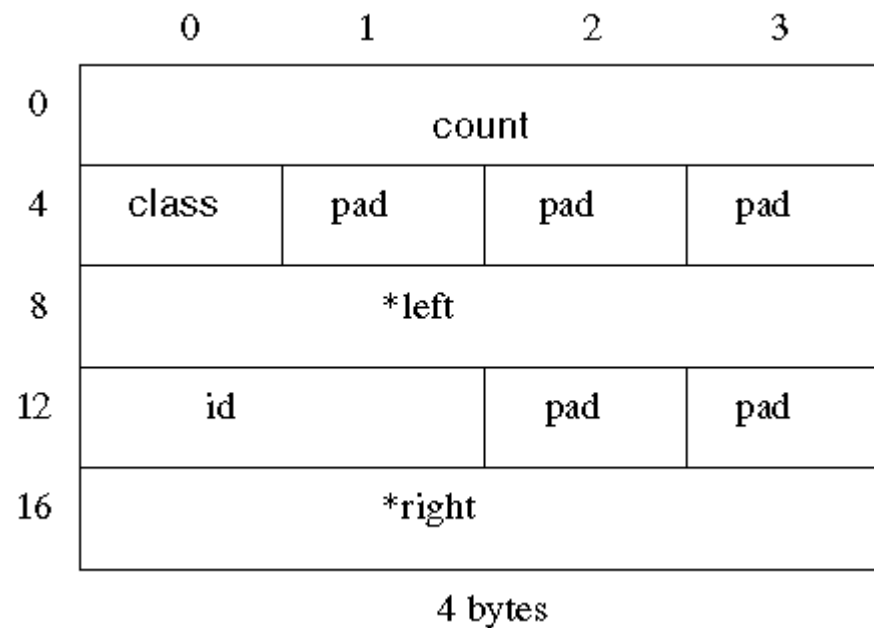 0 1 2 3
0 count
4 class pad pad pad
8 *left
12 id pad pad
16 *right
4 bytes